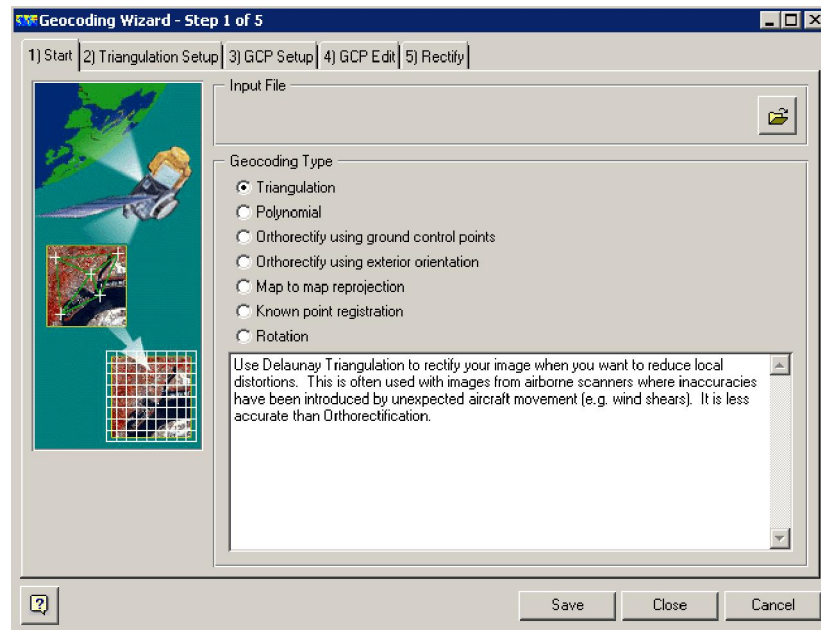 Geocoding Wizard - Step 1 of 5
1) Start 2) Triangulation Setup 3) GCP Setup 4) GCP Edit 5) Rectify
Input File
Geocoding Type
Triangulation
Polynomial
Orthorectify using ground control points
Orthorectify using exterior orientation
Map to map reprojection
Known point registration
Rotation
Use Delaunay Triangulation to rectify your image when you want to reduce local
distortions. This is often used with images from airborne scanners where inaccuracies
have been introduced by unexpected aircraft movement (e.g. wind shears). It is less
accurate than Orthorectification.
Save Close Cancel